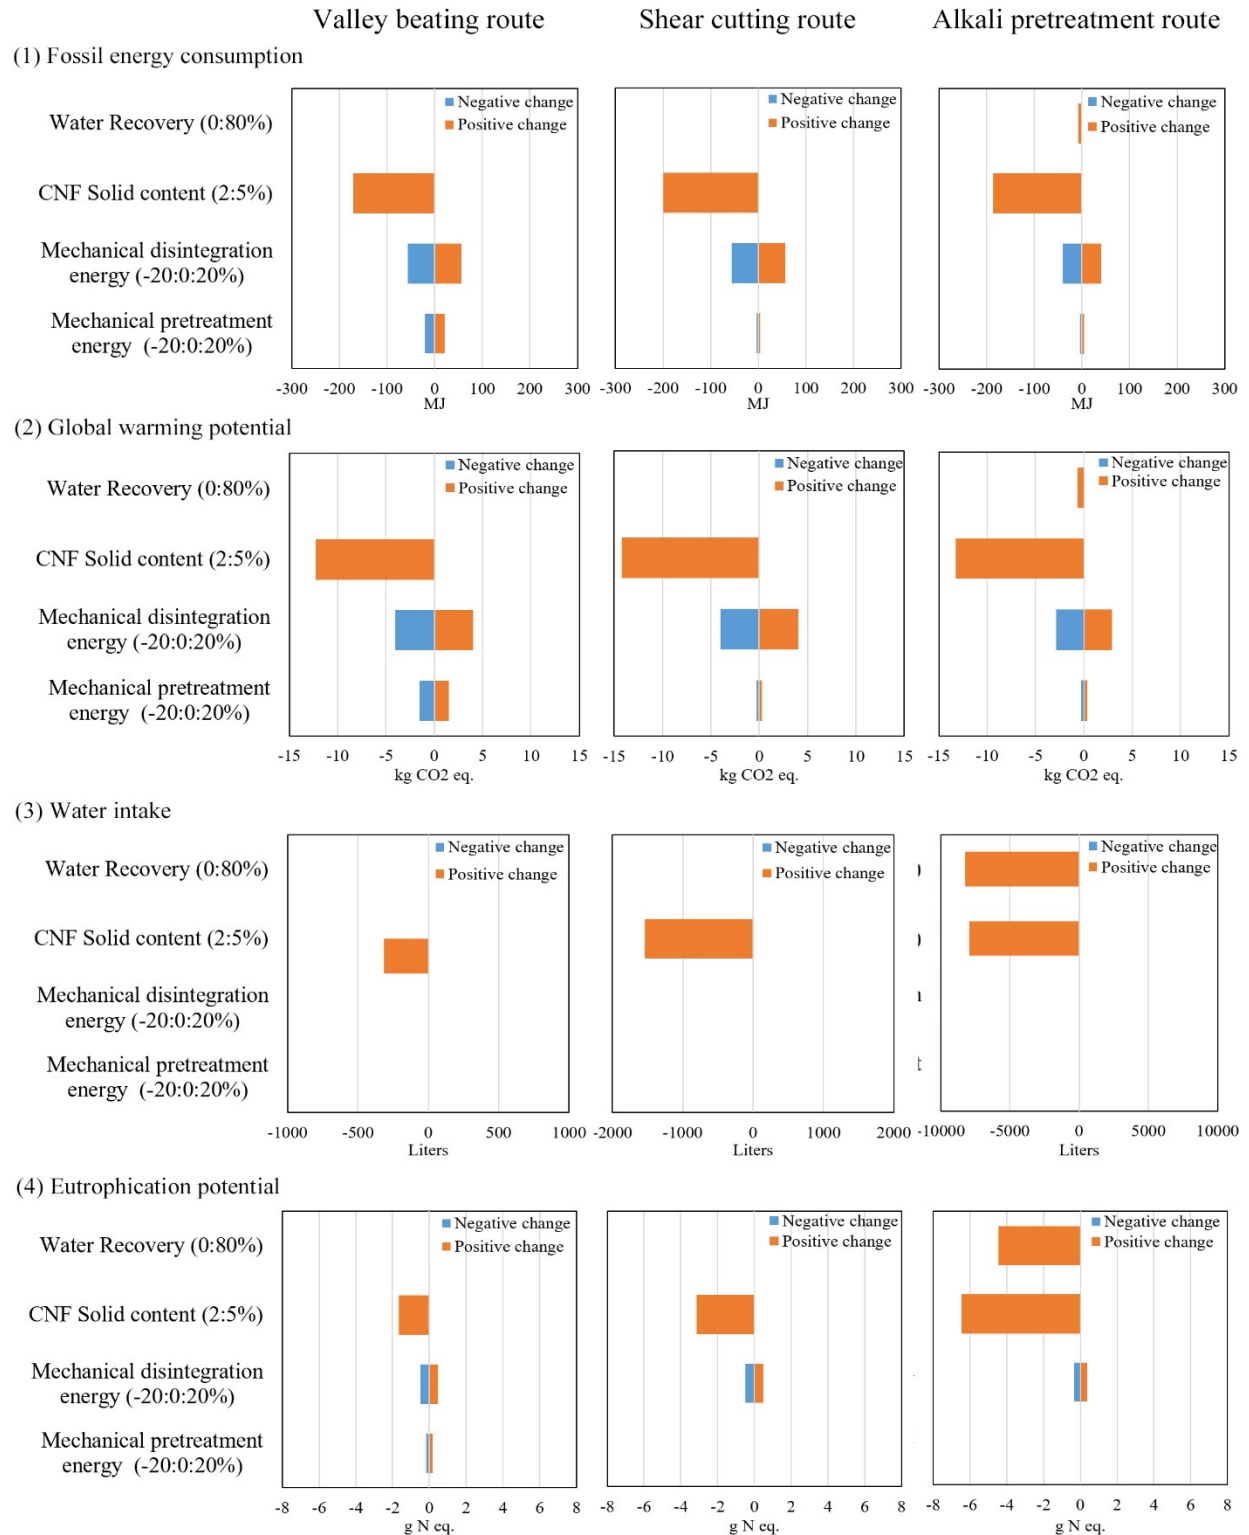 Valley beating route Shear cutting route Alkali pretreatment route
(1) Fossil energy consumption
Negative change
Positive change
Negative change
Positive change
Negative change
Positive change
Water Recovery (0:80%)
CNF Solid content (2:5%)
Mechanical disintegration
energy (-20:0:20%)
Mechanical pretreatment
energy (-20:0:20%)
-300 -200 -100 0 100 200 300
MJ
-300 -200 -100 0 100 200 300
MJ
-300 -200 -100 0 100 200 300
MJ
(2) Global warming potential
Negative change
Positive change
Negative change
Positive change
Negative change
Positive change
Water Recovery (0:80%)
CNF Solid content (2:5%)
Mechanical disintegration
energy (-20:0:20%)
Mechanical pretreatment
energy (-20:0:20%)
-15 -10 -5 0 5 10 15
kg CO2 eq.
-15 -10 -5 0 5 10 15
kg CO2 eq.
-15 -10 -5 0 5 10 15
kg CO2 eq.
(3) Water intake
Negative change
Positive change
Negative change
Positive change
Negative change
Positive change
Water Recovery (0:80%)
CNF Solid content (2:5%)
Mechanical disintegration
energy (-20:0:20%)
Mechanical pretreatment
energy (-20:0:20%)
-1000 -500 0 500 1000
Liters
-2000 -1000 0 1000 2000
Liters
-10000 -5000 0 5000 10000
Liters
(4) Eutrophication potential
Negative change
Positive change
Negative change
Positive change
Negative change
Positive change
Water Recovery (0:80%)
CNF Solid content (2:5%)
Mechanical disintegration
energy (-20:0:20%)
Mechanical pretreatment
energy (-20:0:20%)
-8 -6 -4 -2 0 2 4 6 8
g N eq.
-8 -6 -4 -2 0 2 4 6 8
g N eq.
-8 -6 -4 -2 0 2 4 6 8
g N eq.